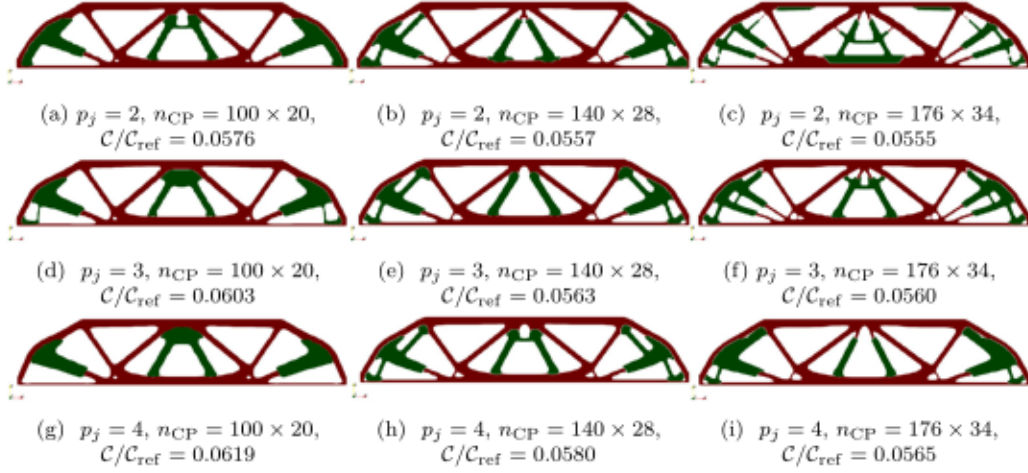 (a) p_j = 2, n_CP = 100 × 20,
C/C_ref = 0.0576
(b) p_j = 2, n_CP = 140 × 28,
C/C_ref = 0.0557
(c) p_j = 2, n_CP = 176 × 34,
C/C_ref = 0.0555
(d) p_j = 3, n_CP = 100 × 20,
C/C_ref = 0.0603
(e) p_j = 3, n_CP = 140 × 28,
C/C_ref = 0.0563
(f) p_j = 3, n_CP = 176 × 34,
C/C_ref = 0.0560
(g) p_j = 4, n_CP = 100 × 20,
C/C_ref = 0.0619
(h) p_j = 4, n_CP = 140 × 28,
C/C_ref = 0.0580
(i) p_j = 4, n_CP = 176 × 34,
C/C_ref = 0.0565